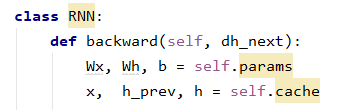 class RNN:
def backward(self, dh_next):
Wx, Wh, b = self.params
x, h_prev, h = self.cache